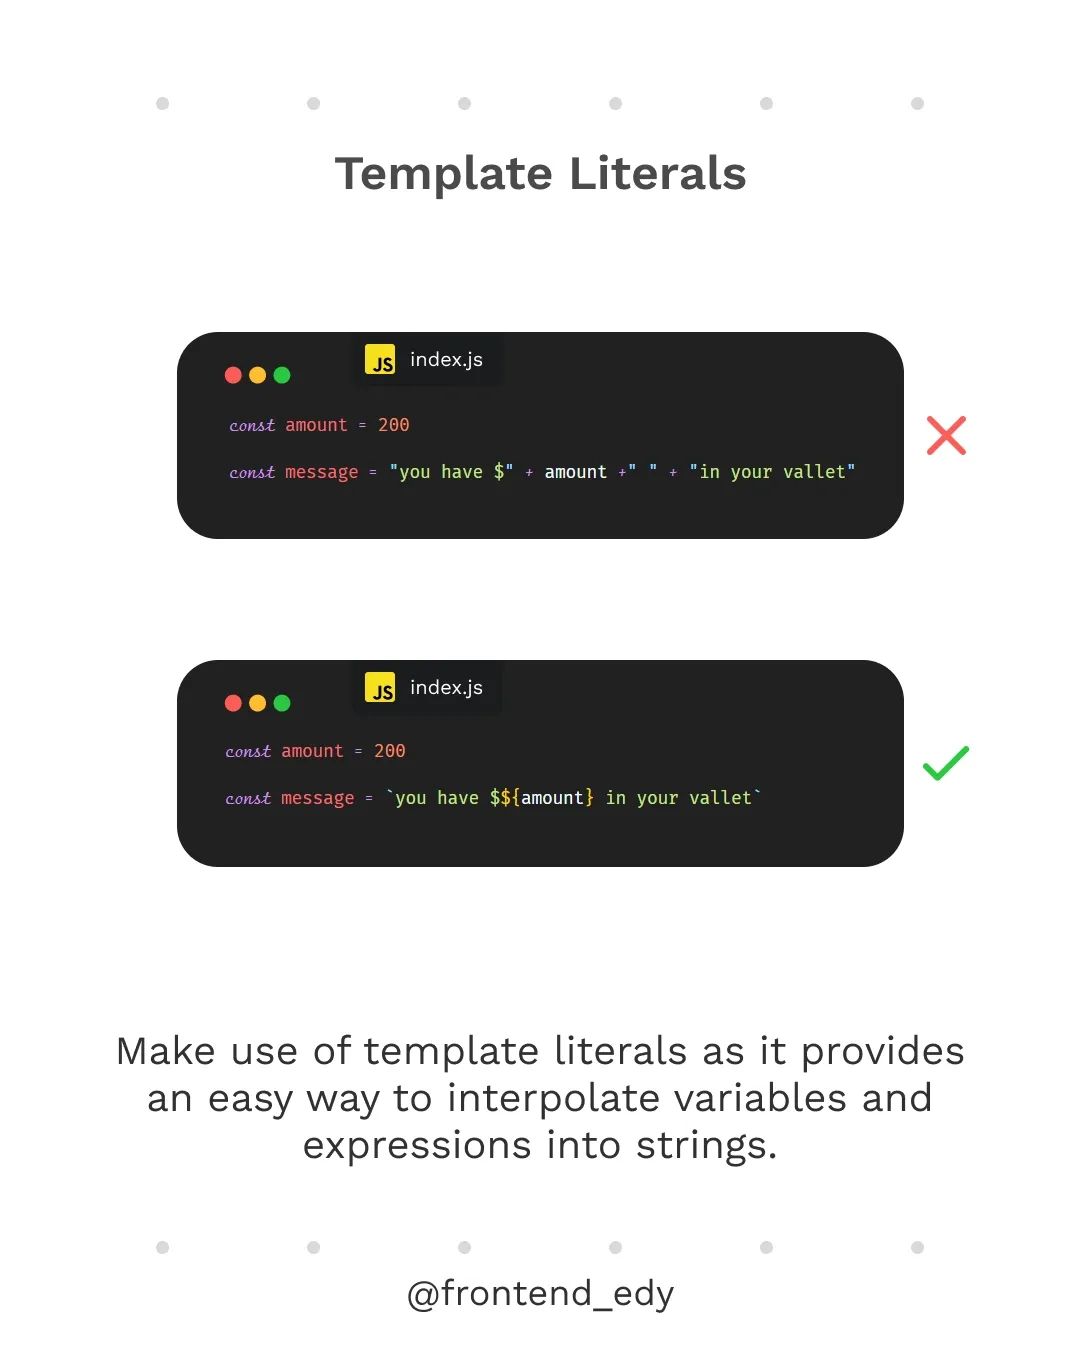 Template Literals
JS index.js
const amount = 200
const message = "you have $" + amount +" " + "in your vallet"
JS index.js
const amount = 200
const message = `you have $${amount} in your vallet`
Make use of template literals as it provides
an easy way to interpolate variables and
expressions into strings.
@frontend_edy